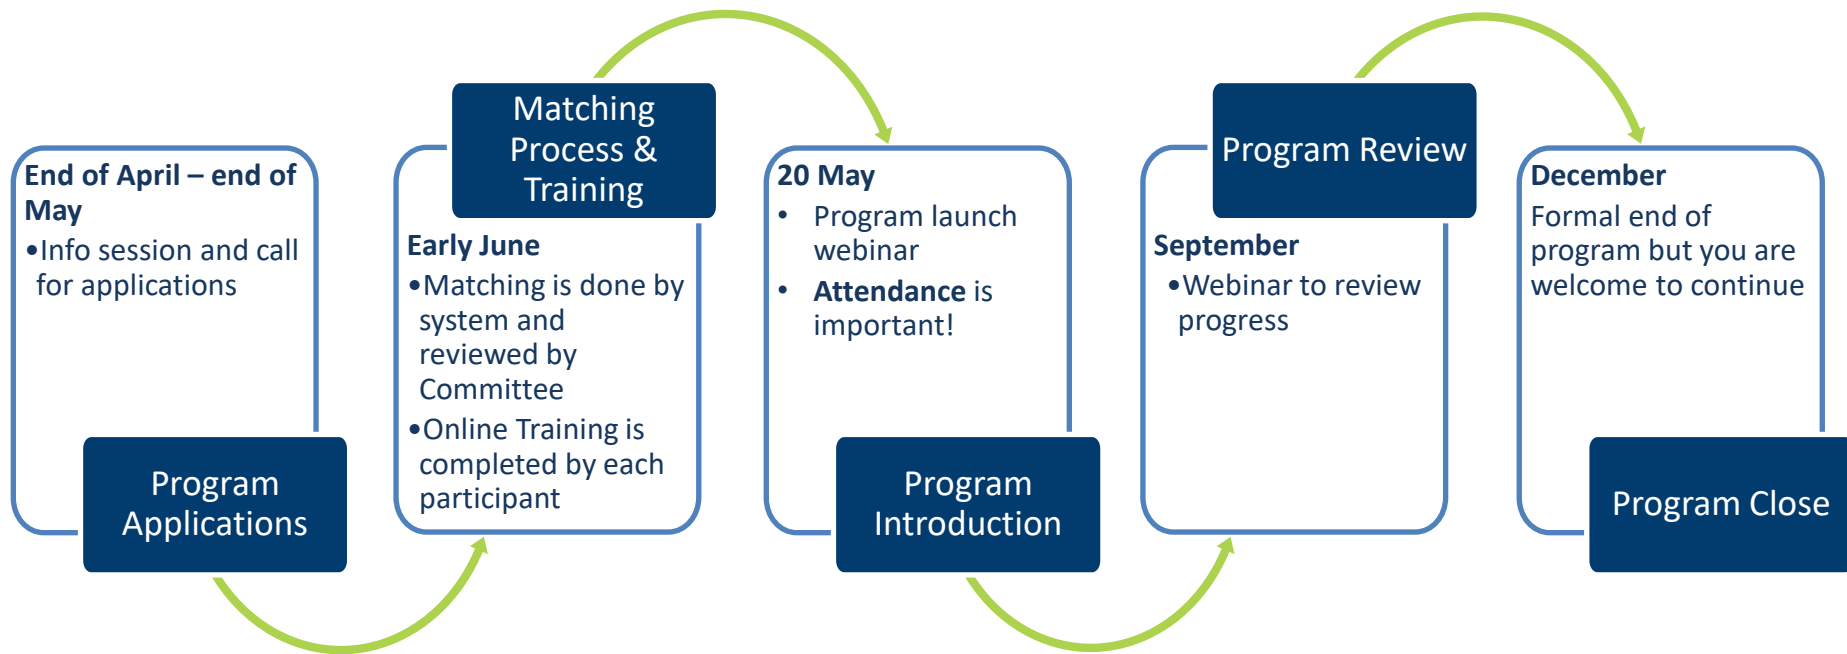 End of April – end of
May
•Info session and call
for applications
Program
Applications
Matching
Process &
Training
Early June
•Matching is done by
system and
reviewed by
Committee
•Online Training is
completed by each
participant
20 May
• Program launch
webinar
• Attendance is
important!
Program
Introduction
Program Review
September
•Webinar to review
progress
December
Formal end of
program but you are
welcome to continue
Program Close